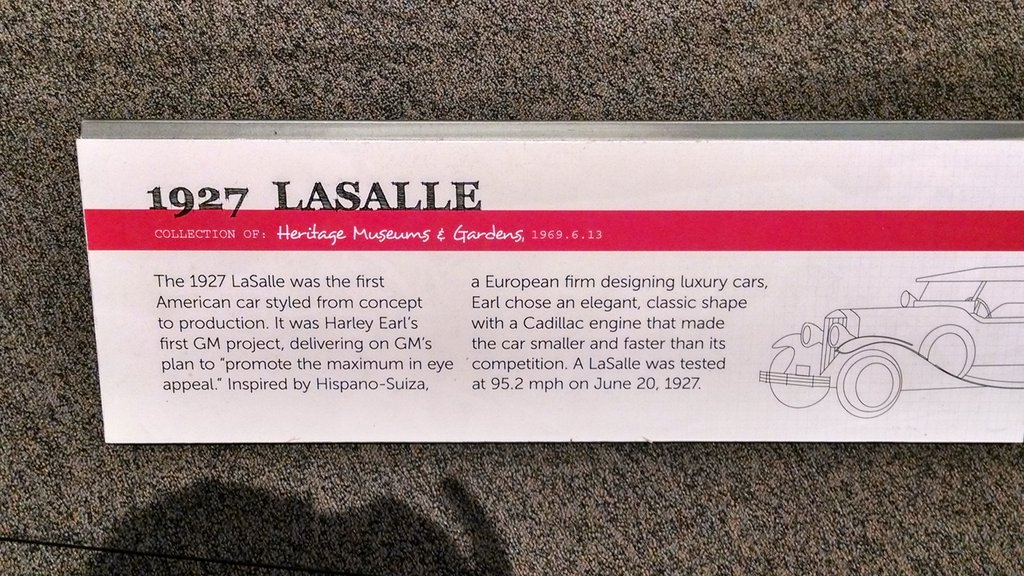 1927 LASALLE
COLLECTION OF: Heritage Museums & Gardens, 1969.6.13
The 1927 LaSalle was the first
American car styled from concept
to production. It was Harley Earl's
first GM project, delivering on GM's
plan to "promote the maximum in eye
appeal." Inspired by Hispano-Suiza,
a European firm designing luxury cars,
Earl chose an elegant, classic shape
with a Cadillac engine that made
the car smaller and faster than its
competition. A LaSalle was tested
at 95.2 mph on June 20, 1927.